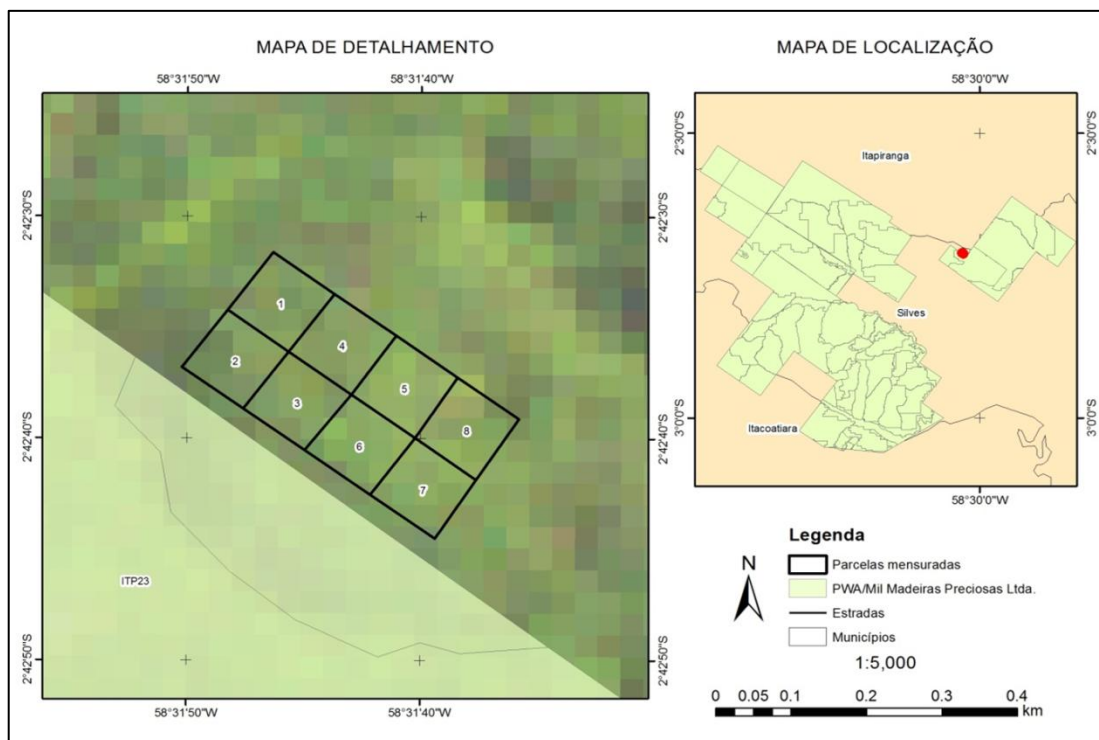 MAPA DE DETALHAMENTO
58°31'50"W
58°31'40"W
2°42'30"S
2°42'30"S
1
4
2
5
3
8
6
2°42'40"S
2°42'40"S
7
ITP23
2°42'50"S
2°42'50"S
58°31'50"W
58°31'40"W
MAPA DE LOCALIZAÇÃO
58°30'0"W
2°30'0"S
2°30'0"S
Itapiranga
Silves
3°0'0"S
3°0'0"S
Itacoatiara
58°30'0"W
Legenda
N
Parcelas mensuradas
PWA/Mil Madeiras Preciosas Ltda.
Estradas
Municípios
1:5,000
0 0.05 0.1 0.2 0.3 0.4
km